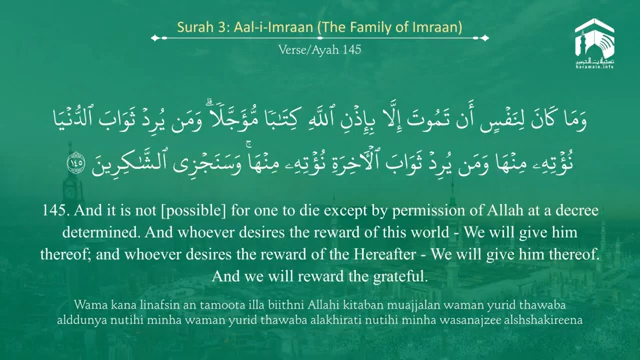 Surah 3: Aal-i-Imraan (The Family of Imraan)
Verse/Ayah 145
haramain.info
وَمَا كَانَ لِنَفْسٍ أَن تَمُوتَ إِلَّا بِإِذْنِ ٱللَّهِ كِتَـٰبًا مُّؤَجَّلًا ۗ وَمَن يُرِدْ ثَوَابَ ٱلدُّنْيَا
نُؤْتِهِۦ مِنْهَا وَمَن يُرِدْ ثَوَابَ ٱلْـَٔاخِرَةِ نُؤْتِهِۦ مِنْهَا ۚ وَسَنَجْزِى ٱلشَّـٰكِرِينَ ١٤٥
145. And it is not [possible] for one to die except by permission of Allah at a decree
determined. And whoever desires the reward of this world - We will give him
thereof; and whoever desires the reward of the Hereafter - We will give him thereof.
And we will reward the grateful.
Wama kana linafsin an tamoota illa biithni Allahi kitaban muajjalan waman yurid thawaba
alddunya nutihi minha waman yurid thawaba alakhirati nutihi minha wasanajzee alshshakireena